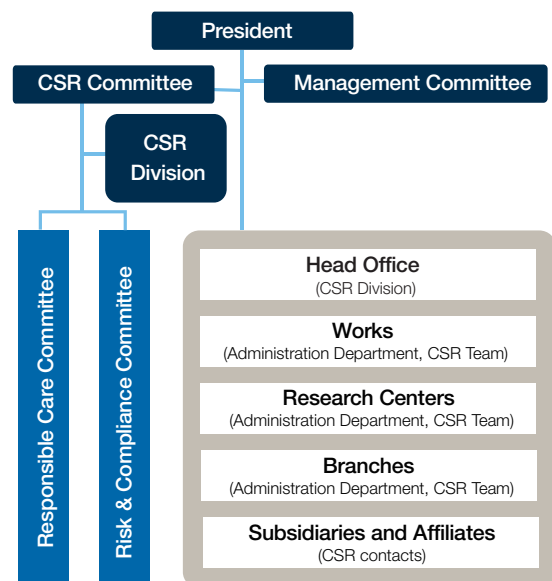 President
CSR Committee
Management Committee
CSR
Division
Responsible Care Committee
Risk & Compliance Committee
Head Office
(CSR Division)
Works
(Administration Department, CSR Team)
Research Centers
(Administration Department, CSR Team)
Branches
(Administration Department, CSR Team)
Subsidiaries and Affiliates
(CSR contacts)